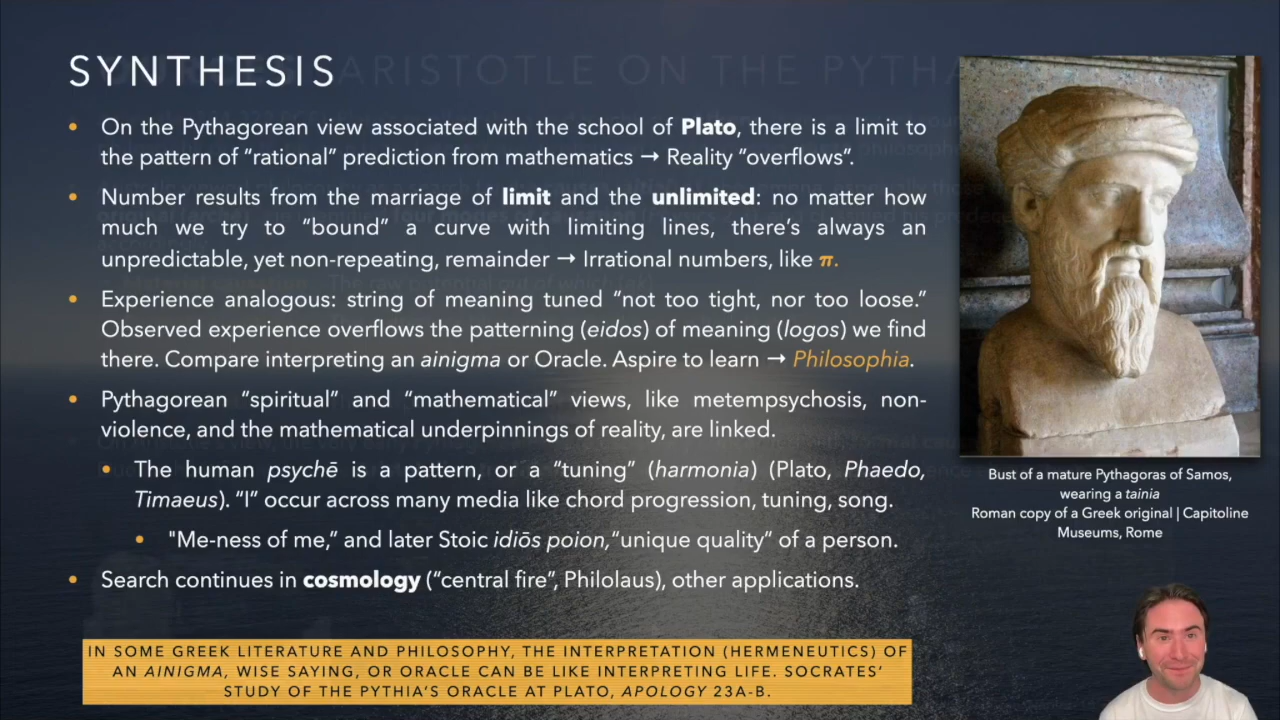 SYNTHESIS
ARISTOTLE ON THE PYTHA
• On the Pythagorean view associated with the school of Plato, there is a limit to
the pattern of “rational” prediction from mathematics → Reality “overflows”.
• Number results from the marriage of limit and the unlimited: no matter how
much we try to “bound” a curve with limiting lines, there’s always an
unpredictable, yet non-repeating, remainder → Irrational numbers, like π.
• Experience analogous: string of meaning tuned “not too tight, nor too loose.”
Observed experience overflows the patterning (eidos) of meaning (logos) we find
there. Compare interpreting an ainigma or Oracle. Aspire to learn → Philosophia.
• Pythagorean “spiritual” and “mathematical” views, like metempsychosis, non-
violence, and the mathematical underpinnings of reality, are linked.
• The human psychē is a pattern, or a “tuning” (harmonia) (Plato, Phaedo,
Timaeus). “I” occur across many media like chord progression, tuning, song.
• "Me-ness of me,” and later Stoic idiōs poion,“unique quality” of a person.
• Search continues in cosmology (“central fire”, Philolaus), other applications.
IN SOME GREEK LITERATURE AND PHILOSOPHY, THE INTERPRETATION (HERMENEUTICS) OF
AN AINIGMA, WISE SAYING, OR ORACLE CAN BE LIKE INTERPRETING LIFE. SOCRATES’
STUDY OF THE PYTHIA’S ORACLE AT PLATO, APOLOGY 23A-B.
Bust of a mature Pythagoras of Samos,
wearing a tainia
Roman copy of a Greek original | Capitoline
Museums, Rome